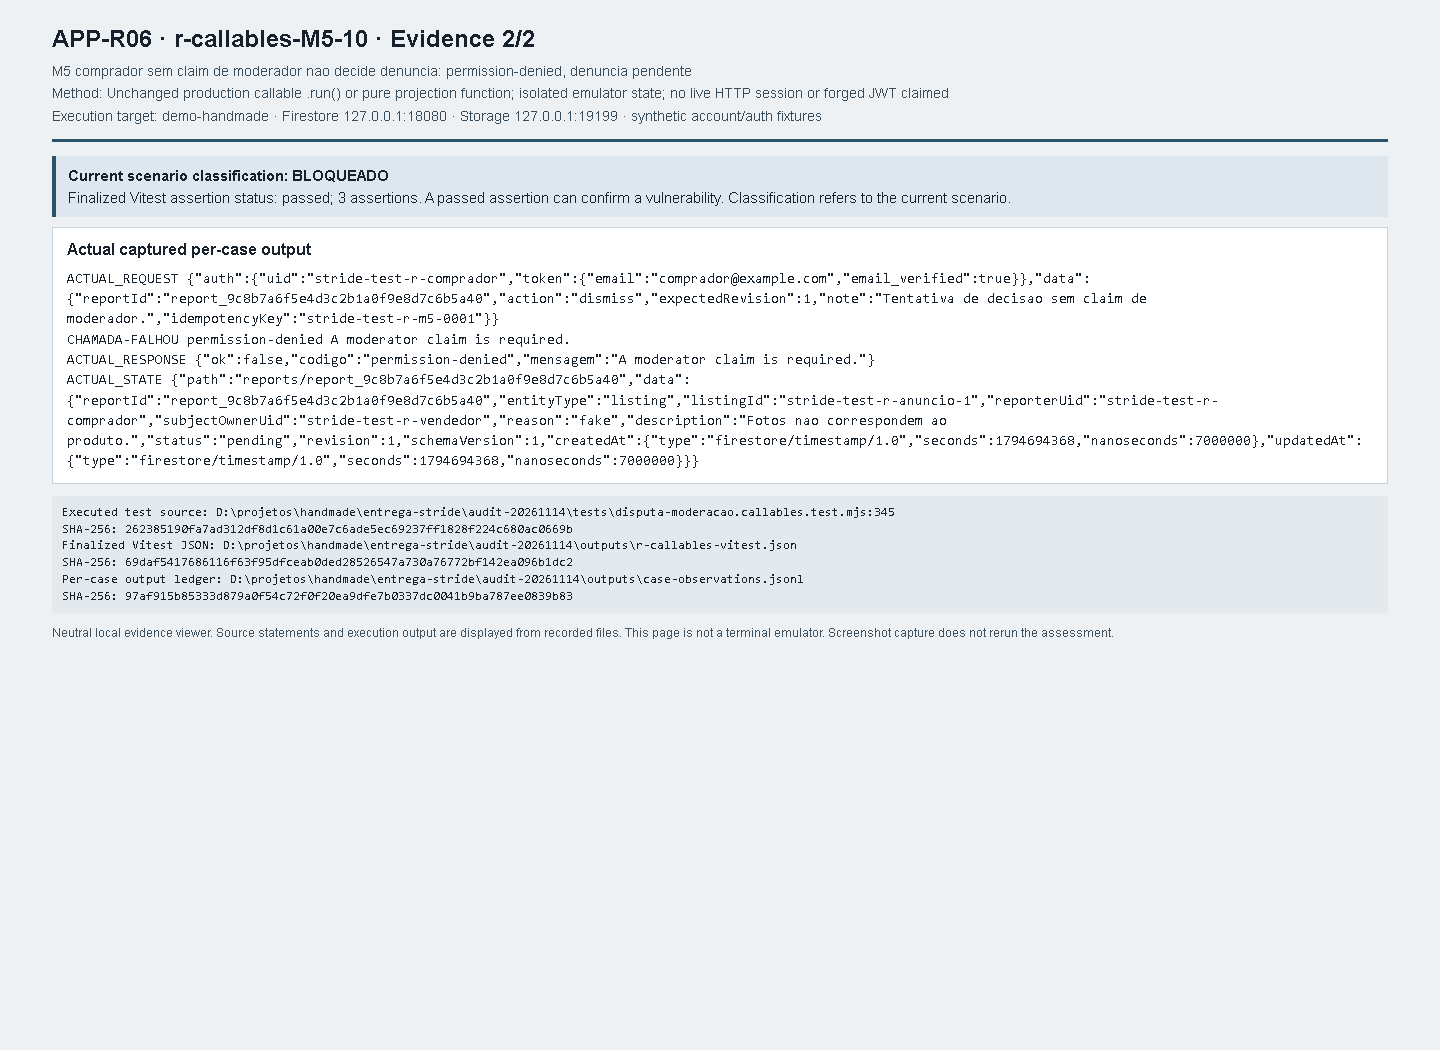 APP-R06 · r-callables-M5-10 · Evidence 2/2
M5 comprador sem claim de moderador nao decide denuncia: permission-denied, denuncia pendente
Method: Unchanged production callable .run() or pure projection function; isolated emulator state; no live HTTP session or forged JWT claimed
Execution target: demo-handmade · Firestore 127.0.0.1:18080 · Storage 127.0.0.1:19199 · synthetic account/auth fixtures
Current scenario classification: BLOQUEADO
Finalized Vitest assertion status: passed; 3 assertions. A passed assertion can confirm a vulnerability. Classification refers to the current scenario.
Actual captured per-case output
ACTUAL_REQUEST {"auth":{"uid":"stride-test-r-comprador","token":{"email":"comprador@example.com","email_verified":true}},"data":
{"reportId":"report_9c8b7a6f5e4d3c2b1a0f9e8d7c6b5a40","action":"dismiss","expectedRevision":1,"note":"Tentativa de decisao sem claim de
moderador.","idempotencyKey":"stride-test-r-m5-0001"}}
CHAMADA-FALHOU permission-denied A moderator claim is required.
ACTUAL_RESPONSE {"ok":false,"codigo":"permission-denied","mensagem":"A moderator claim is required."}
ACTUAL_STATE {"path":"reports/report_9c8b7a6f5e4d3c2b1a0f9e8d7c6b5a40","data":
{"reportId":"report_9c8b7a6f5e4d3c2b1a0f9e8d7c6b5a40","entityType":"listing","listingId":"stride-test-r-anuncio-1","reporterUid":"stride-test-r-
comprador","subjectOwnerUid":"stride-test-r-vendedor","reason":"fake","description":"Fotos nao correspondem ao
produto.","status":"pending","revision":1,"schemaVersion":1,"createdAt":{"type":"firestore/timestamp/1.0","seconds":1794694368,"nanoseconds":7000000},"updatedAt":
{"type":"firestore/timestamp/1.0","seconds":1794694368,"nanoseconds":7000000}}}
Executed test source: D:\projetos\handmade\entrega-stride\audit-20261114\tests\disputa-moderacao.callables.test.mjs:345
SHA-256: 262385190fa7ad312df8d1c61a00e7c6ade5ec69237ff1828f224c680ac0669b
Finalized Vitest JSON: D:\projetos\handmade\entrega-stride\audit-20261114\outputs\r-callables-vitest.json
SHA-256: 69daf5417686116f63f95dfceab0ded28526547a730a76772bf142ea096b1dc2
Per-case output ledger: D:\projetos\handmade\entrega-stride\audit-20261114\outputs\case-observations.jsonl
SHA-256: 97af915b85333d879a0f54c72f0f20ea9dfe7b0337dc0041b9ba787ee0839b83
Neutral local evidence viewer. Source statements and execution output are displayed from recorded files. This page is not a terminal emulator. Screenshot capture does not rerun the assessment.